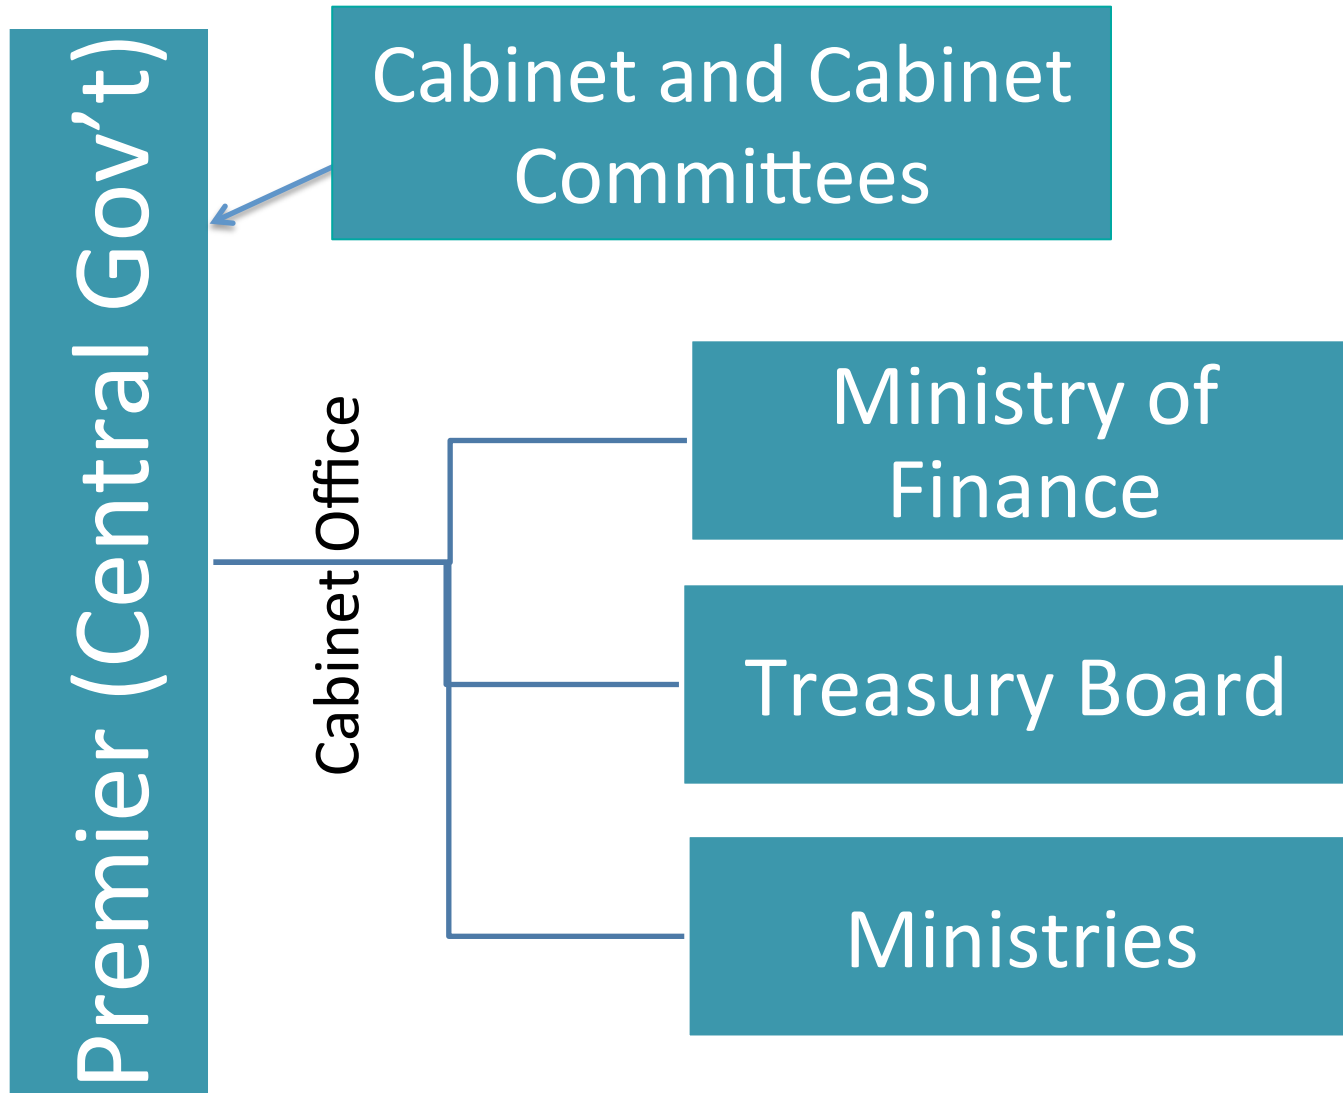 Premier (Central Gov’t)
Cabinet and Cabinet
Committees
Cabinet Office
Ministry of
Finance
Treasury Board
Ministries